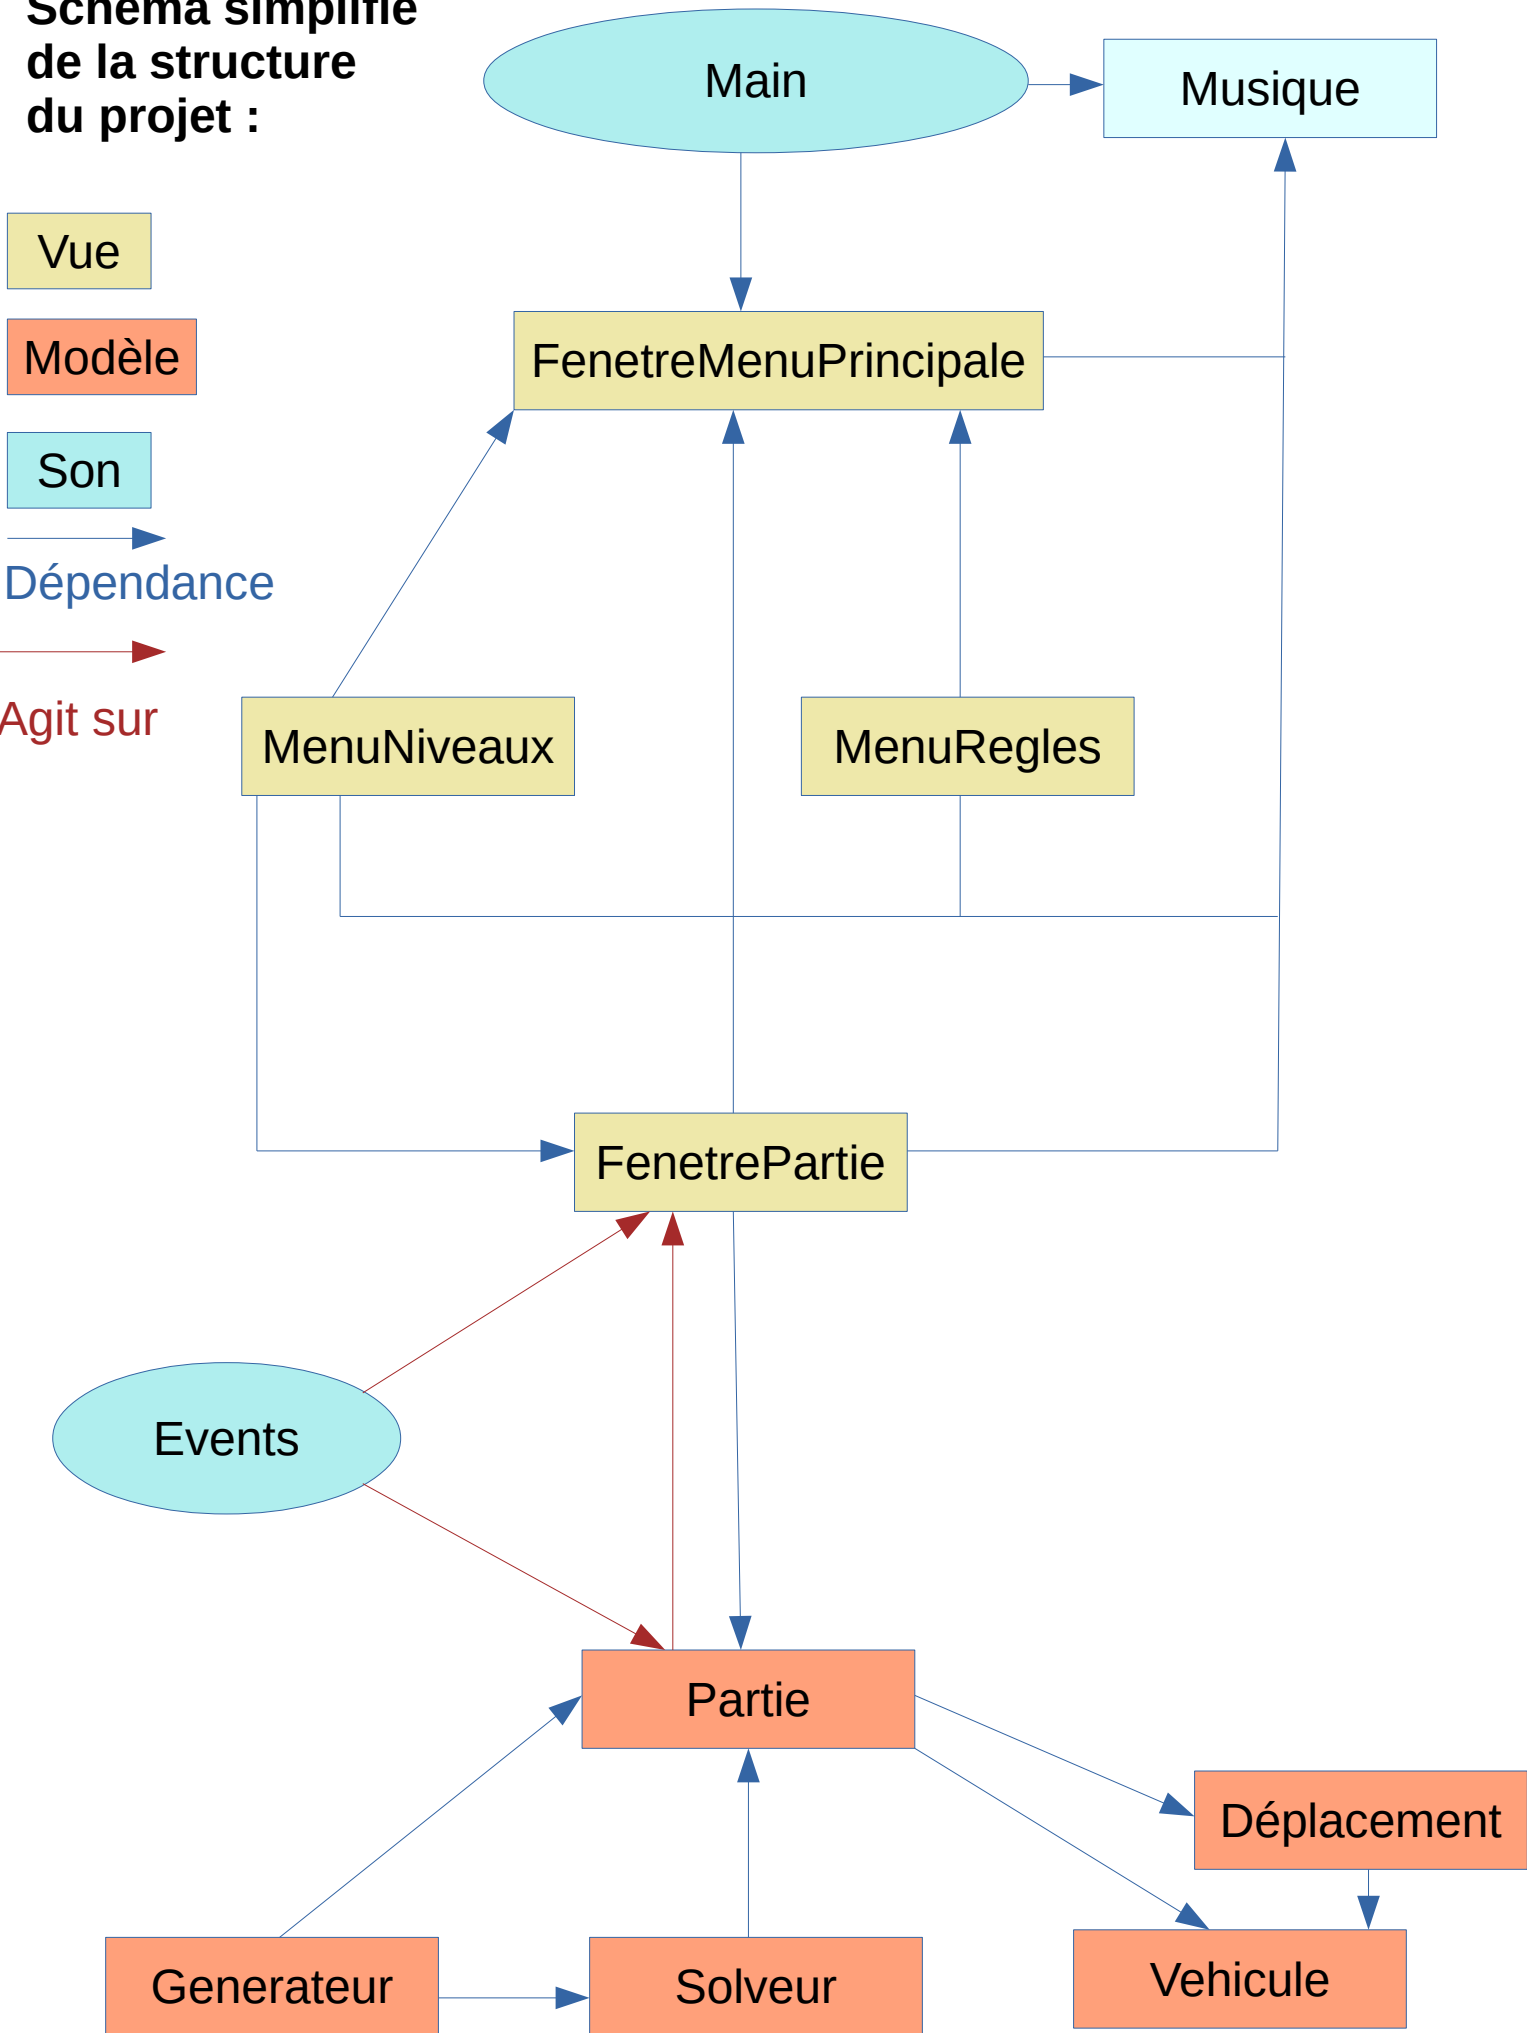 Schéma simplifié
de la structure
du projet :
Main
Musique
Vue
Modèle
Son
Dépendance
Agit sur
FenetreMenuPrincipale
MenuNiveaux
MenuRegles
FenetrePartie
Events
Partie
Déplacement
Vehicule
Generateur
Solveur